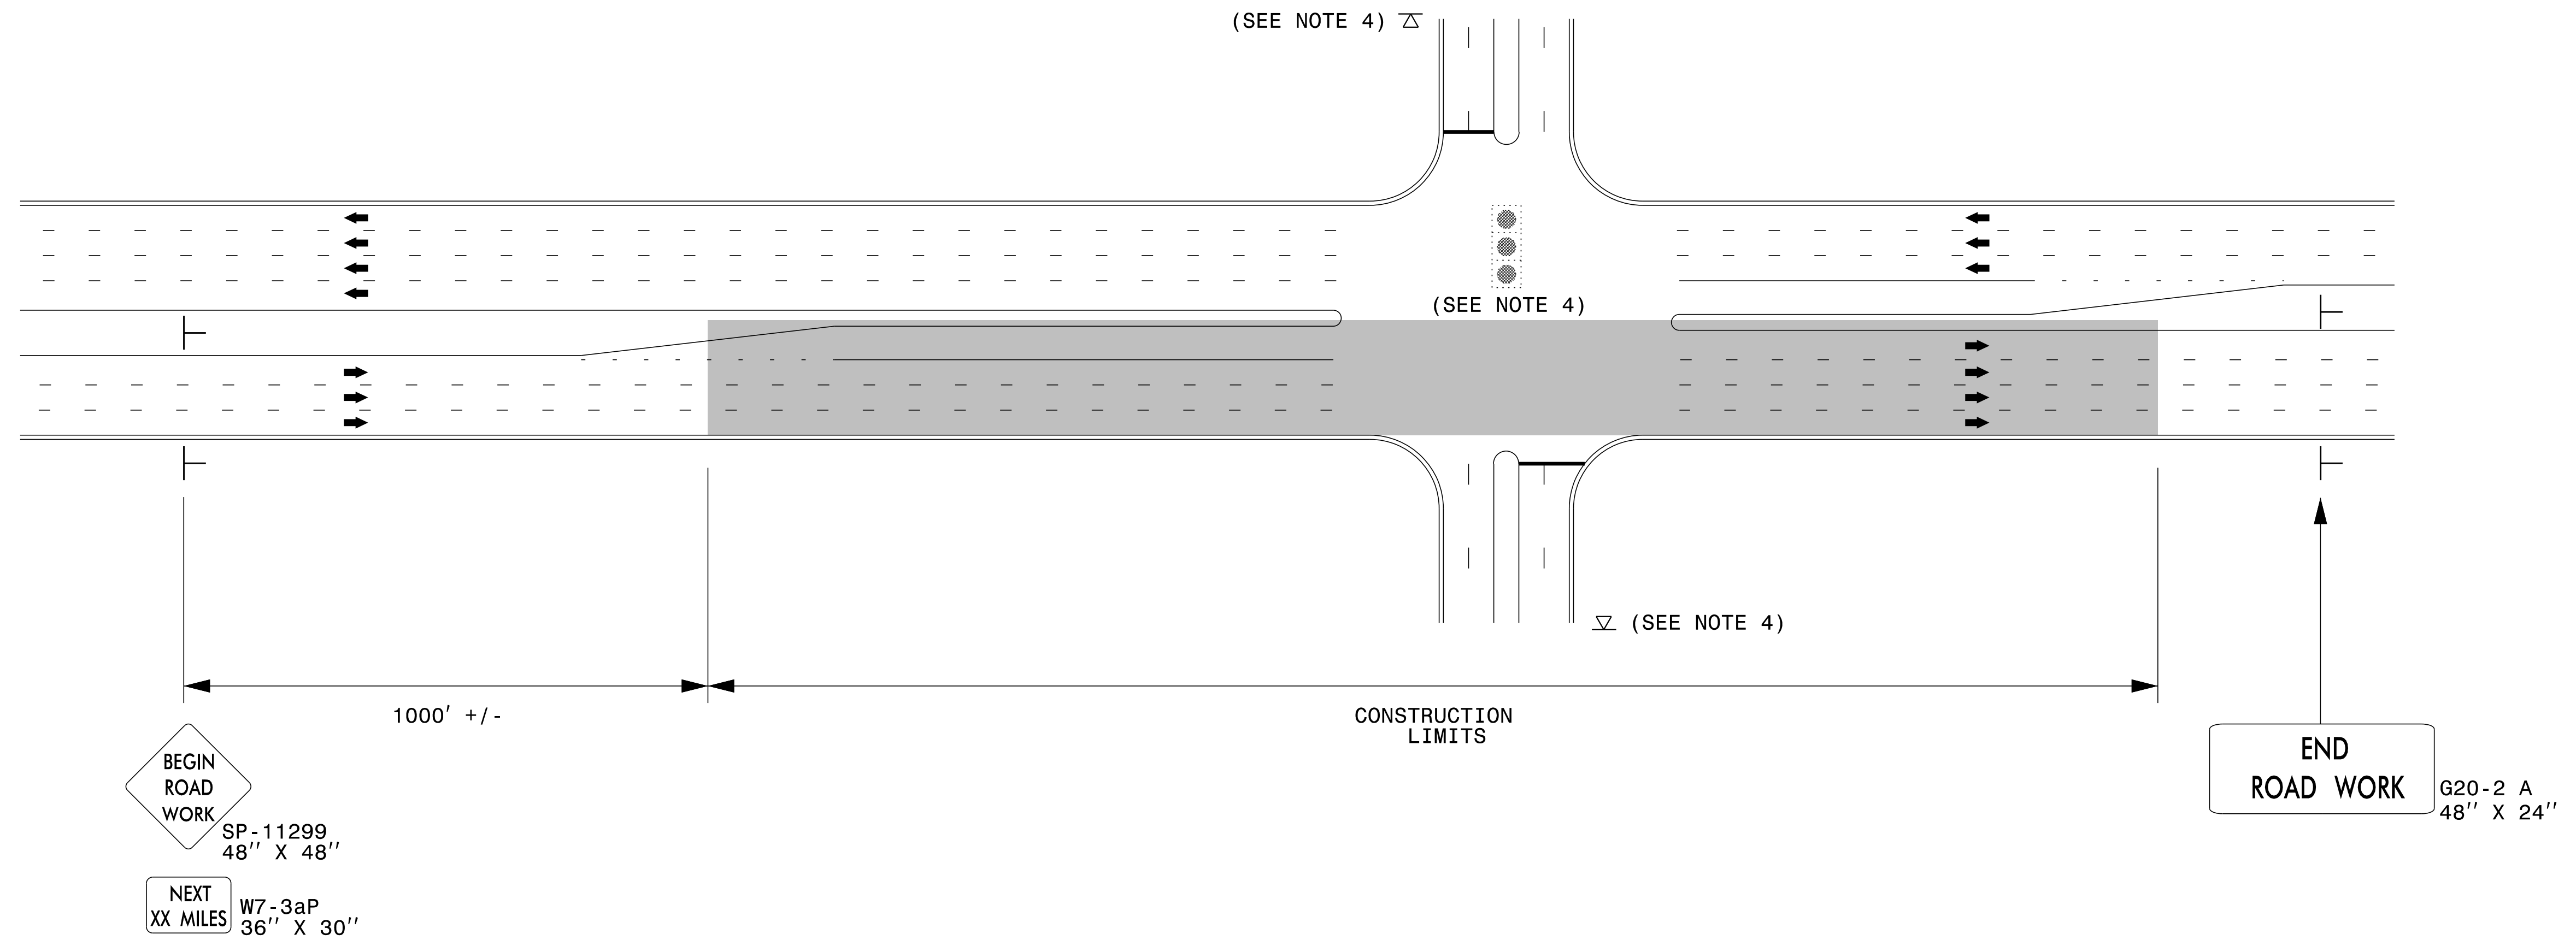 (SEE NOTE 4)
(SEE NOTE 4)
(SEE NOTE 4)
1000' +/-
CONSTRUCTION
LIMITS
BEGIN
ROAD
WORK
SP-11299
48'' X 48''
NEXT
XX MILES
W7-3aP
36'' X 30''
END
ROAD WORK
G20-2 A
48'' X 24''